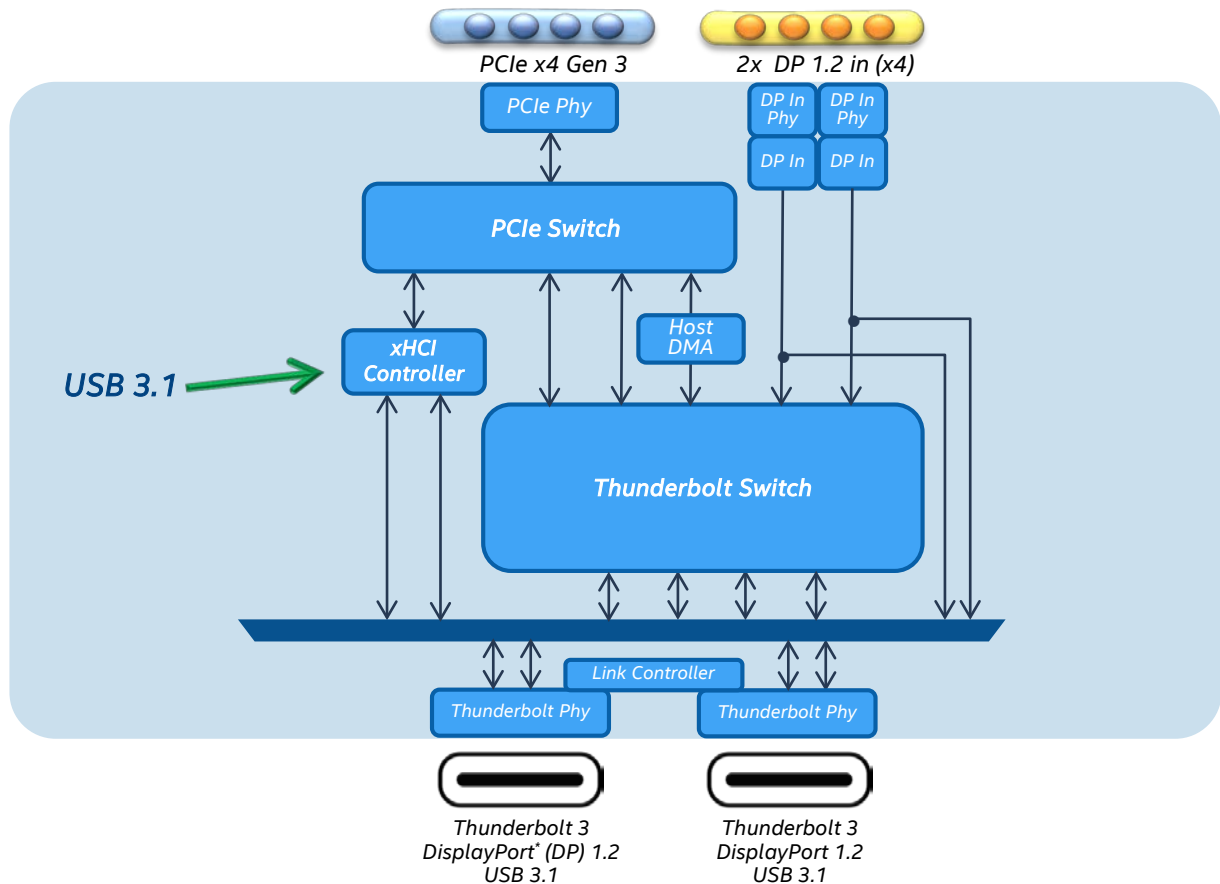 PCIe x4 Gen 3
2x DP 1.2 in (x4)
PCIe Phy
DP In
Phy
DP In
Phy
DP In
DP In
PCIe Switch
Host
DMA
xHCI
Controller
USB 3.1
Thunderbolt Switch
Link Controller
Thunderbolt Phy
Thunderbolt Phy
Thunderbolt 3
DisplayPort* (DP) 1.2
USB 3.1
Thunderbolt 3
DisplayPort 1.2
USB 3.1